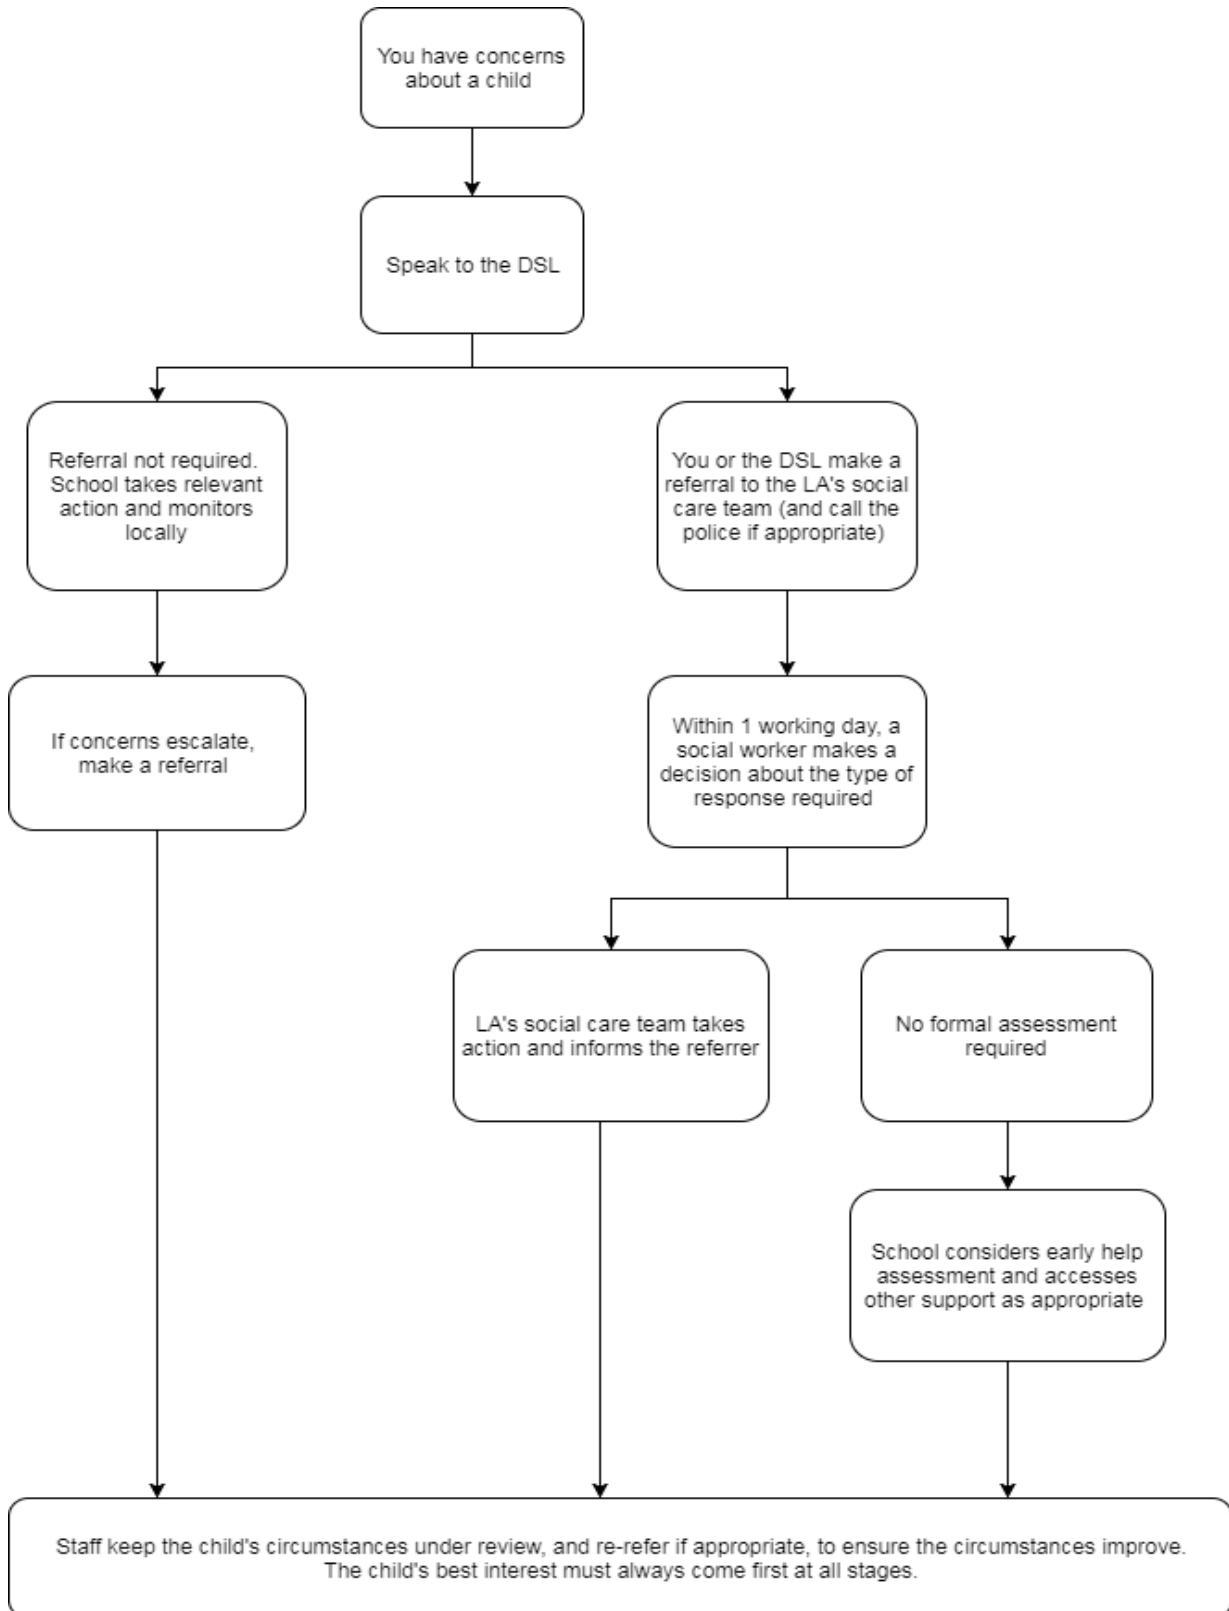 You have concerns
about a child
Speak to the DSL
Referral not required.
School takes relevant
action and monitors
locally
You or the DSL make a
referral to the LA's social
care team (and call the
police if appropriate)
If concerns escalate,
make a referral
Within 1 working day, a
social worker makes a
decision about the type of
response required
LA's social care team takes
action and informs the referrer
No formal assessment
required
School considers early help
assessment and accesses
other support as appropriate
Staff keep the child's circumstances under review, and re-refer if appropriate, to ensure the circumstances improve.
The child's best interest must always come first at all stages.